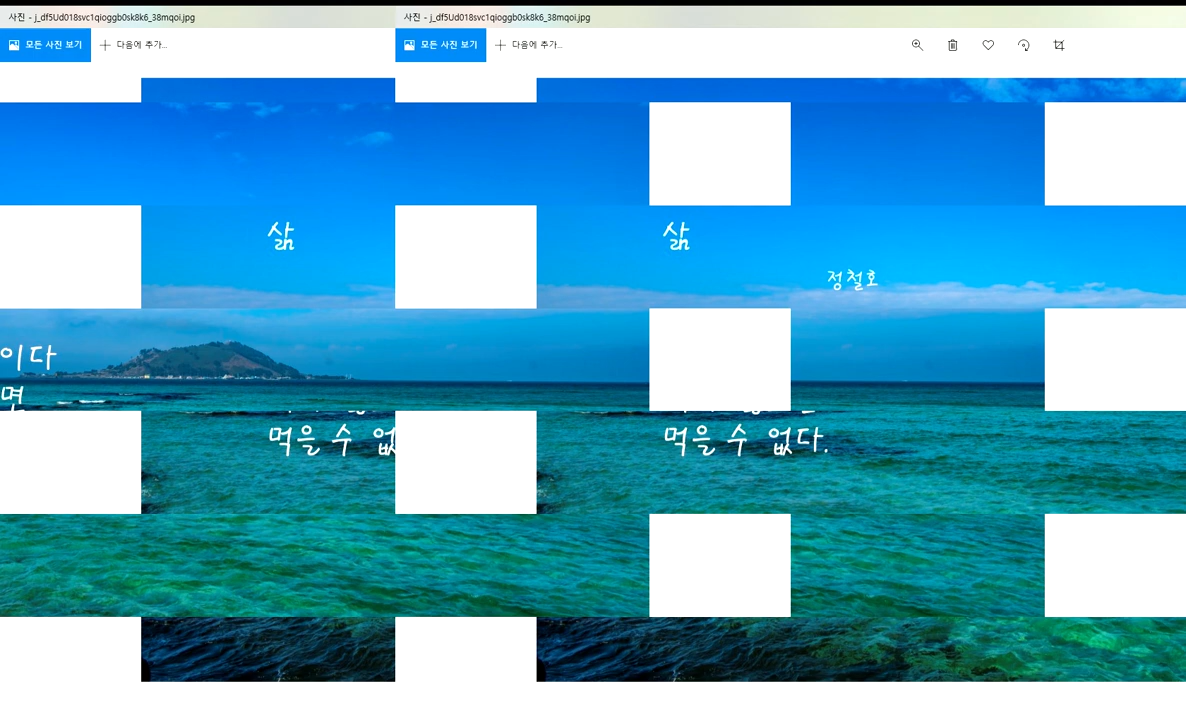 사진 - j_df5Ud018svc1qioggb0sk8k6_38mqoi.jpg 사진 - j_df5Ud018svc1qioggb0sk8k6_38mqoi.jpg
모든 사진 보기 다음에 추가... 모든 사진 보기 다음에 추가...
삶 삶
정철호
이다
면
먹을 수 없 먹을 수 없다.